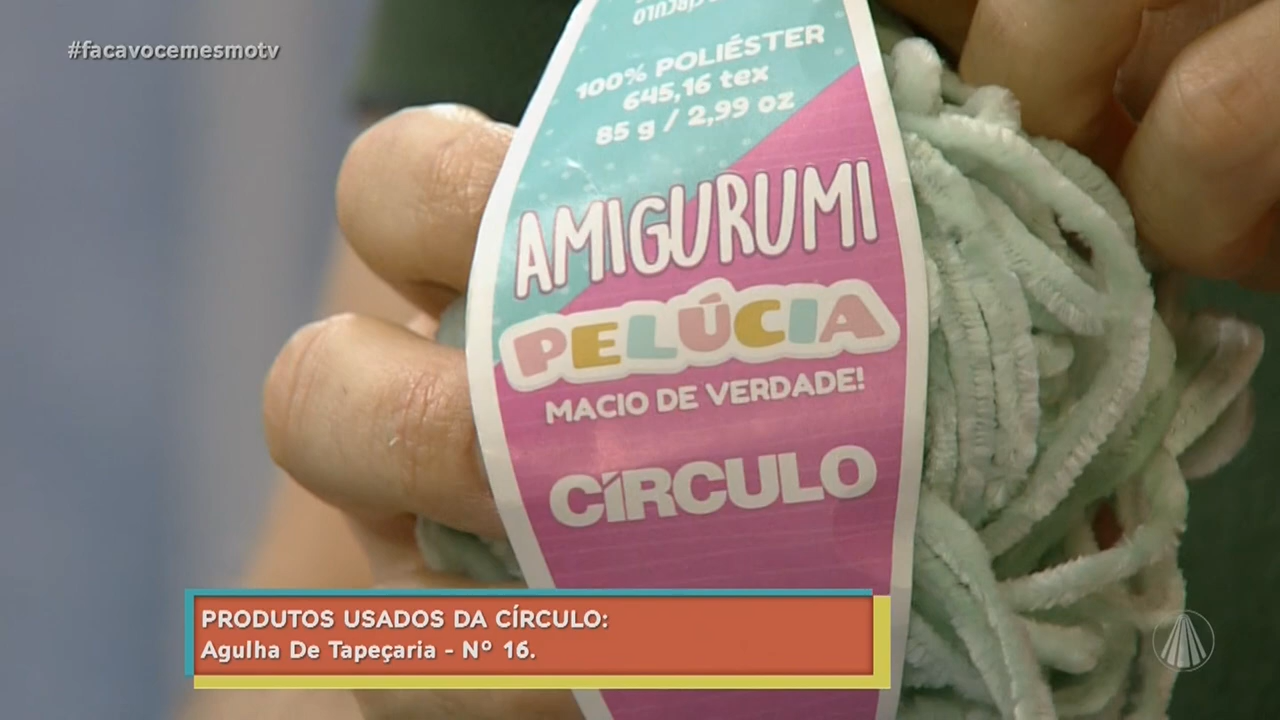 #facavocemesmotv
CÍRCULO
100% POLIÉSTER
645,16 tex
85 g / 2,99 oz
AMIGURUMI
PELÚCIA
MACIO DE VERDADE!
CÍRCULO
PRODUTOS USADOS DA CÍRCULO:
Agulha De Tapeçaria - Nº 16.